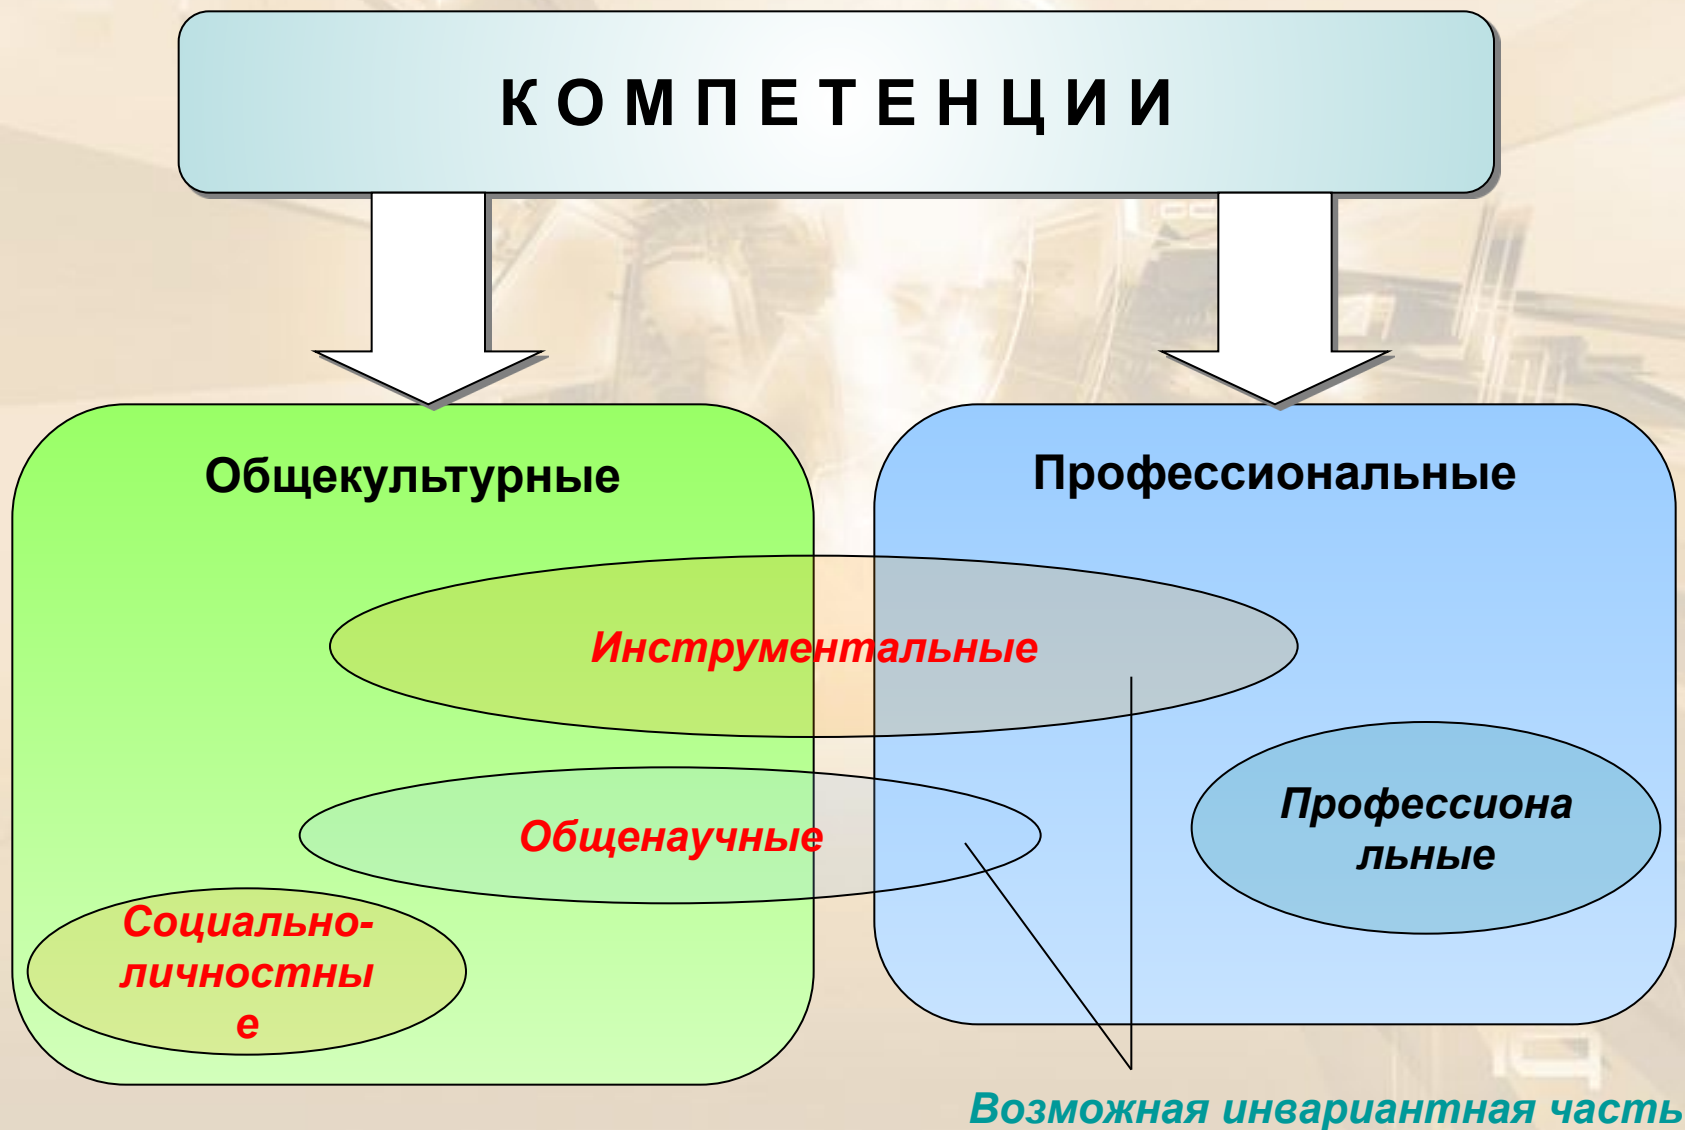 К О М П Е Т Е Н Ц И И
Общекультурные
Профессиональные
Инструментальные
Общенаучные
Профессиона
льные
Социально-
личностны
е
Возможная инвариантная часть